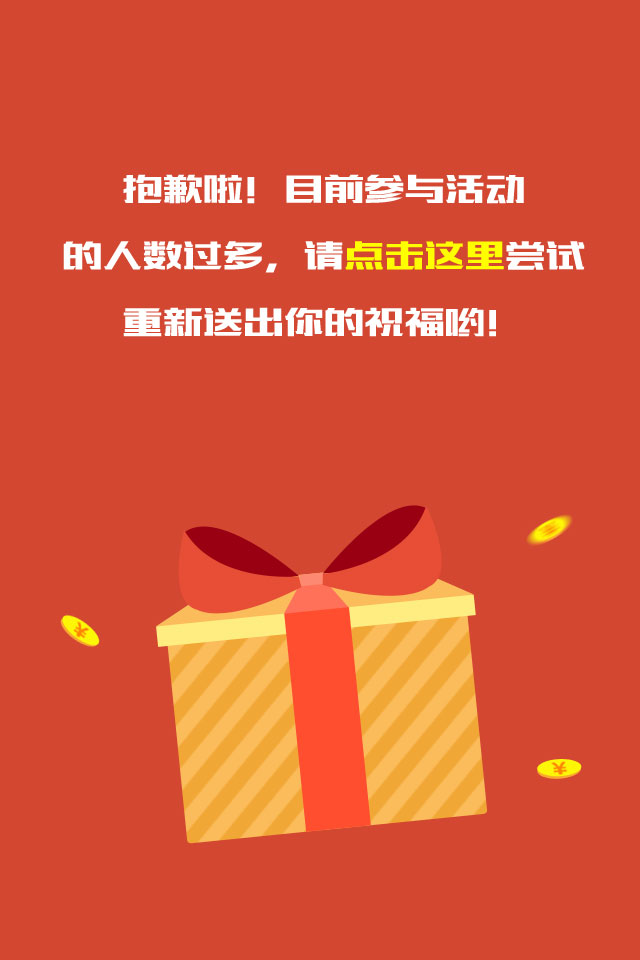 抱歉啦！目前参与活动
的人数过多，请点击这里尝试
重新送出你的祝福哟！